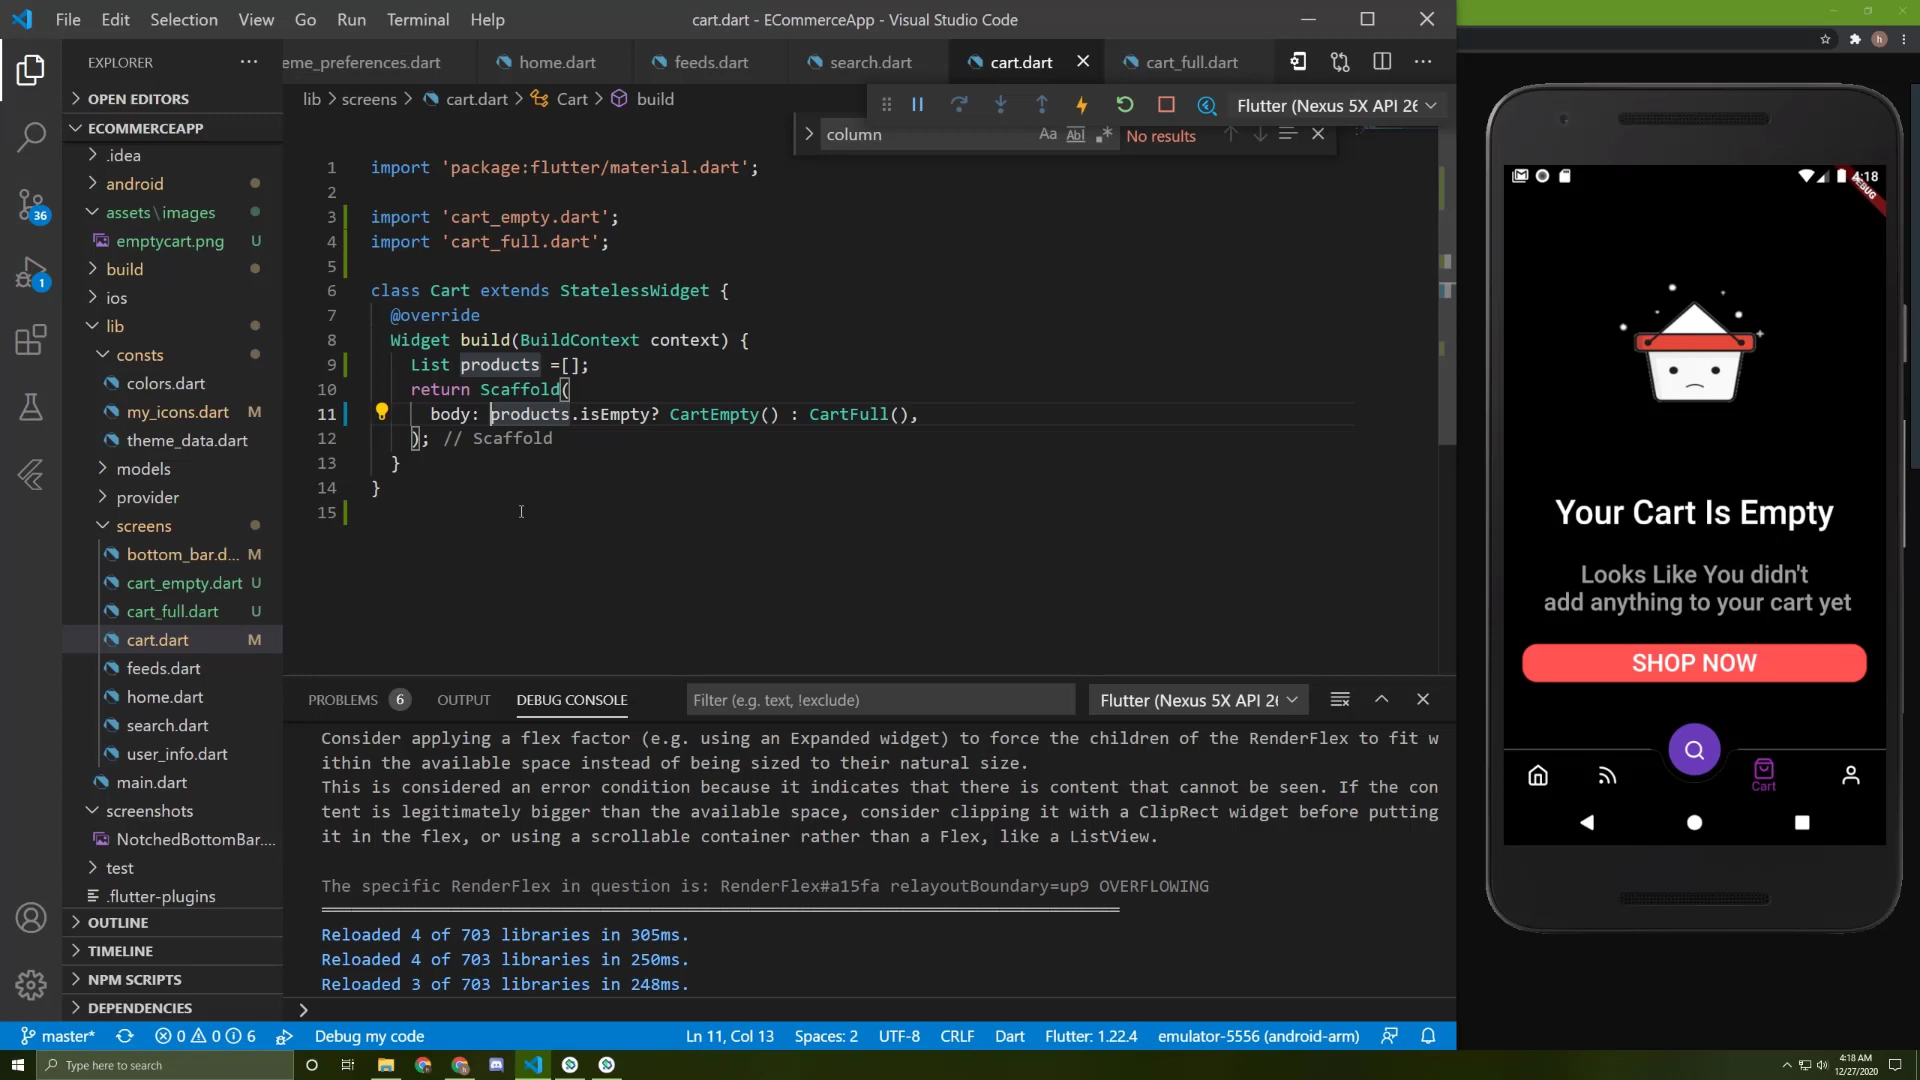 File Edit Selection View Go Run Terminal Help
cart.dart - ECommerceApp - Visual Studio Code
EXPLORER
OPEN EDITORS
ECOMMERCEAPP
.idea
android
assets\images
emptycart.png U
build
ios
lib
consts
colors.dart
my_icons.dart M
theme_data.dart
models
provider
screens
bottom_bar.d... M
cart_empty.dart U
cart_full.dart U
cart.dart M
feeds.dart
home.dart
search.dart
user_info.dart
main.dart
screenshots
NotchedBottomBar....
test
.flutter-plugins
OUTLINE
TIMELINE
NPM SCRIPTS
DEPENDENCIES
36
1
eme_preferences.dart
home.dart
feeds.dart
search.dart
cart.dart
cart_full.dart
lib > screens > cart.dart > Cart > build
Flutter (Nexus 5X API 26
column
Aa Abl .*
No results
1 import 'package:flutter/material.dart';
2
3 import 'cart_empty.dart';
4 import 'cart_full.dart';
5
6 class Cart extends StatelessWidget {
7 @override
8 Widget build(BuildContext context) {
9 List products =[];
10 return Scaffold(
11 body: products.isEmpty? CartEmpty() : CartFull(),
12 ); // Scaffold
13 }
14 }
15
PROBLEMS 6 OUTPUT DEBUG CONSOLE
Filter (e.g. text, !exclude)
Flutter (Nexus 5X API 26
Consider applying a flex factor (e.g. using an Expanded widget) to force the children of the RenderFlex to fit w
ithin the available space instead of being sized to their natural size.
This is considered an error condition because it indicates that there is content that cannot be seen. If the con
tent is legitimately bigger than the available space, consider clipping it with a ClipRect widget before putting
it in the flex, or using a scrollable container rather than a Flex, like a ListView.
The specific RenderFlex in question is: RenderFlex#a15fa relayoutBoundary=up9 OVERFLOWING
Reloaded 4 of 703 libraries in 305ms.
Reloaded 4 of 703 libraries in 250ms.
Reloaded 3 of 703 libraries in 248ms.
master* 0 0 6 Debug my code
Ln 11, Col 13 Spaces: 2 UTF-8 CRLF Dart Flutter: 1.22.4 emulator-5556 (android-arm)
h
4:18
DEBUG
Your Cart Is Empty
Looks Like You didn't
add anything to your cart yet
SHOP NOW
Cart
Type here to search
4:18 AM
12/27/2020